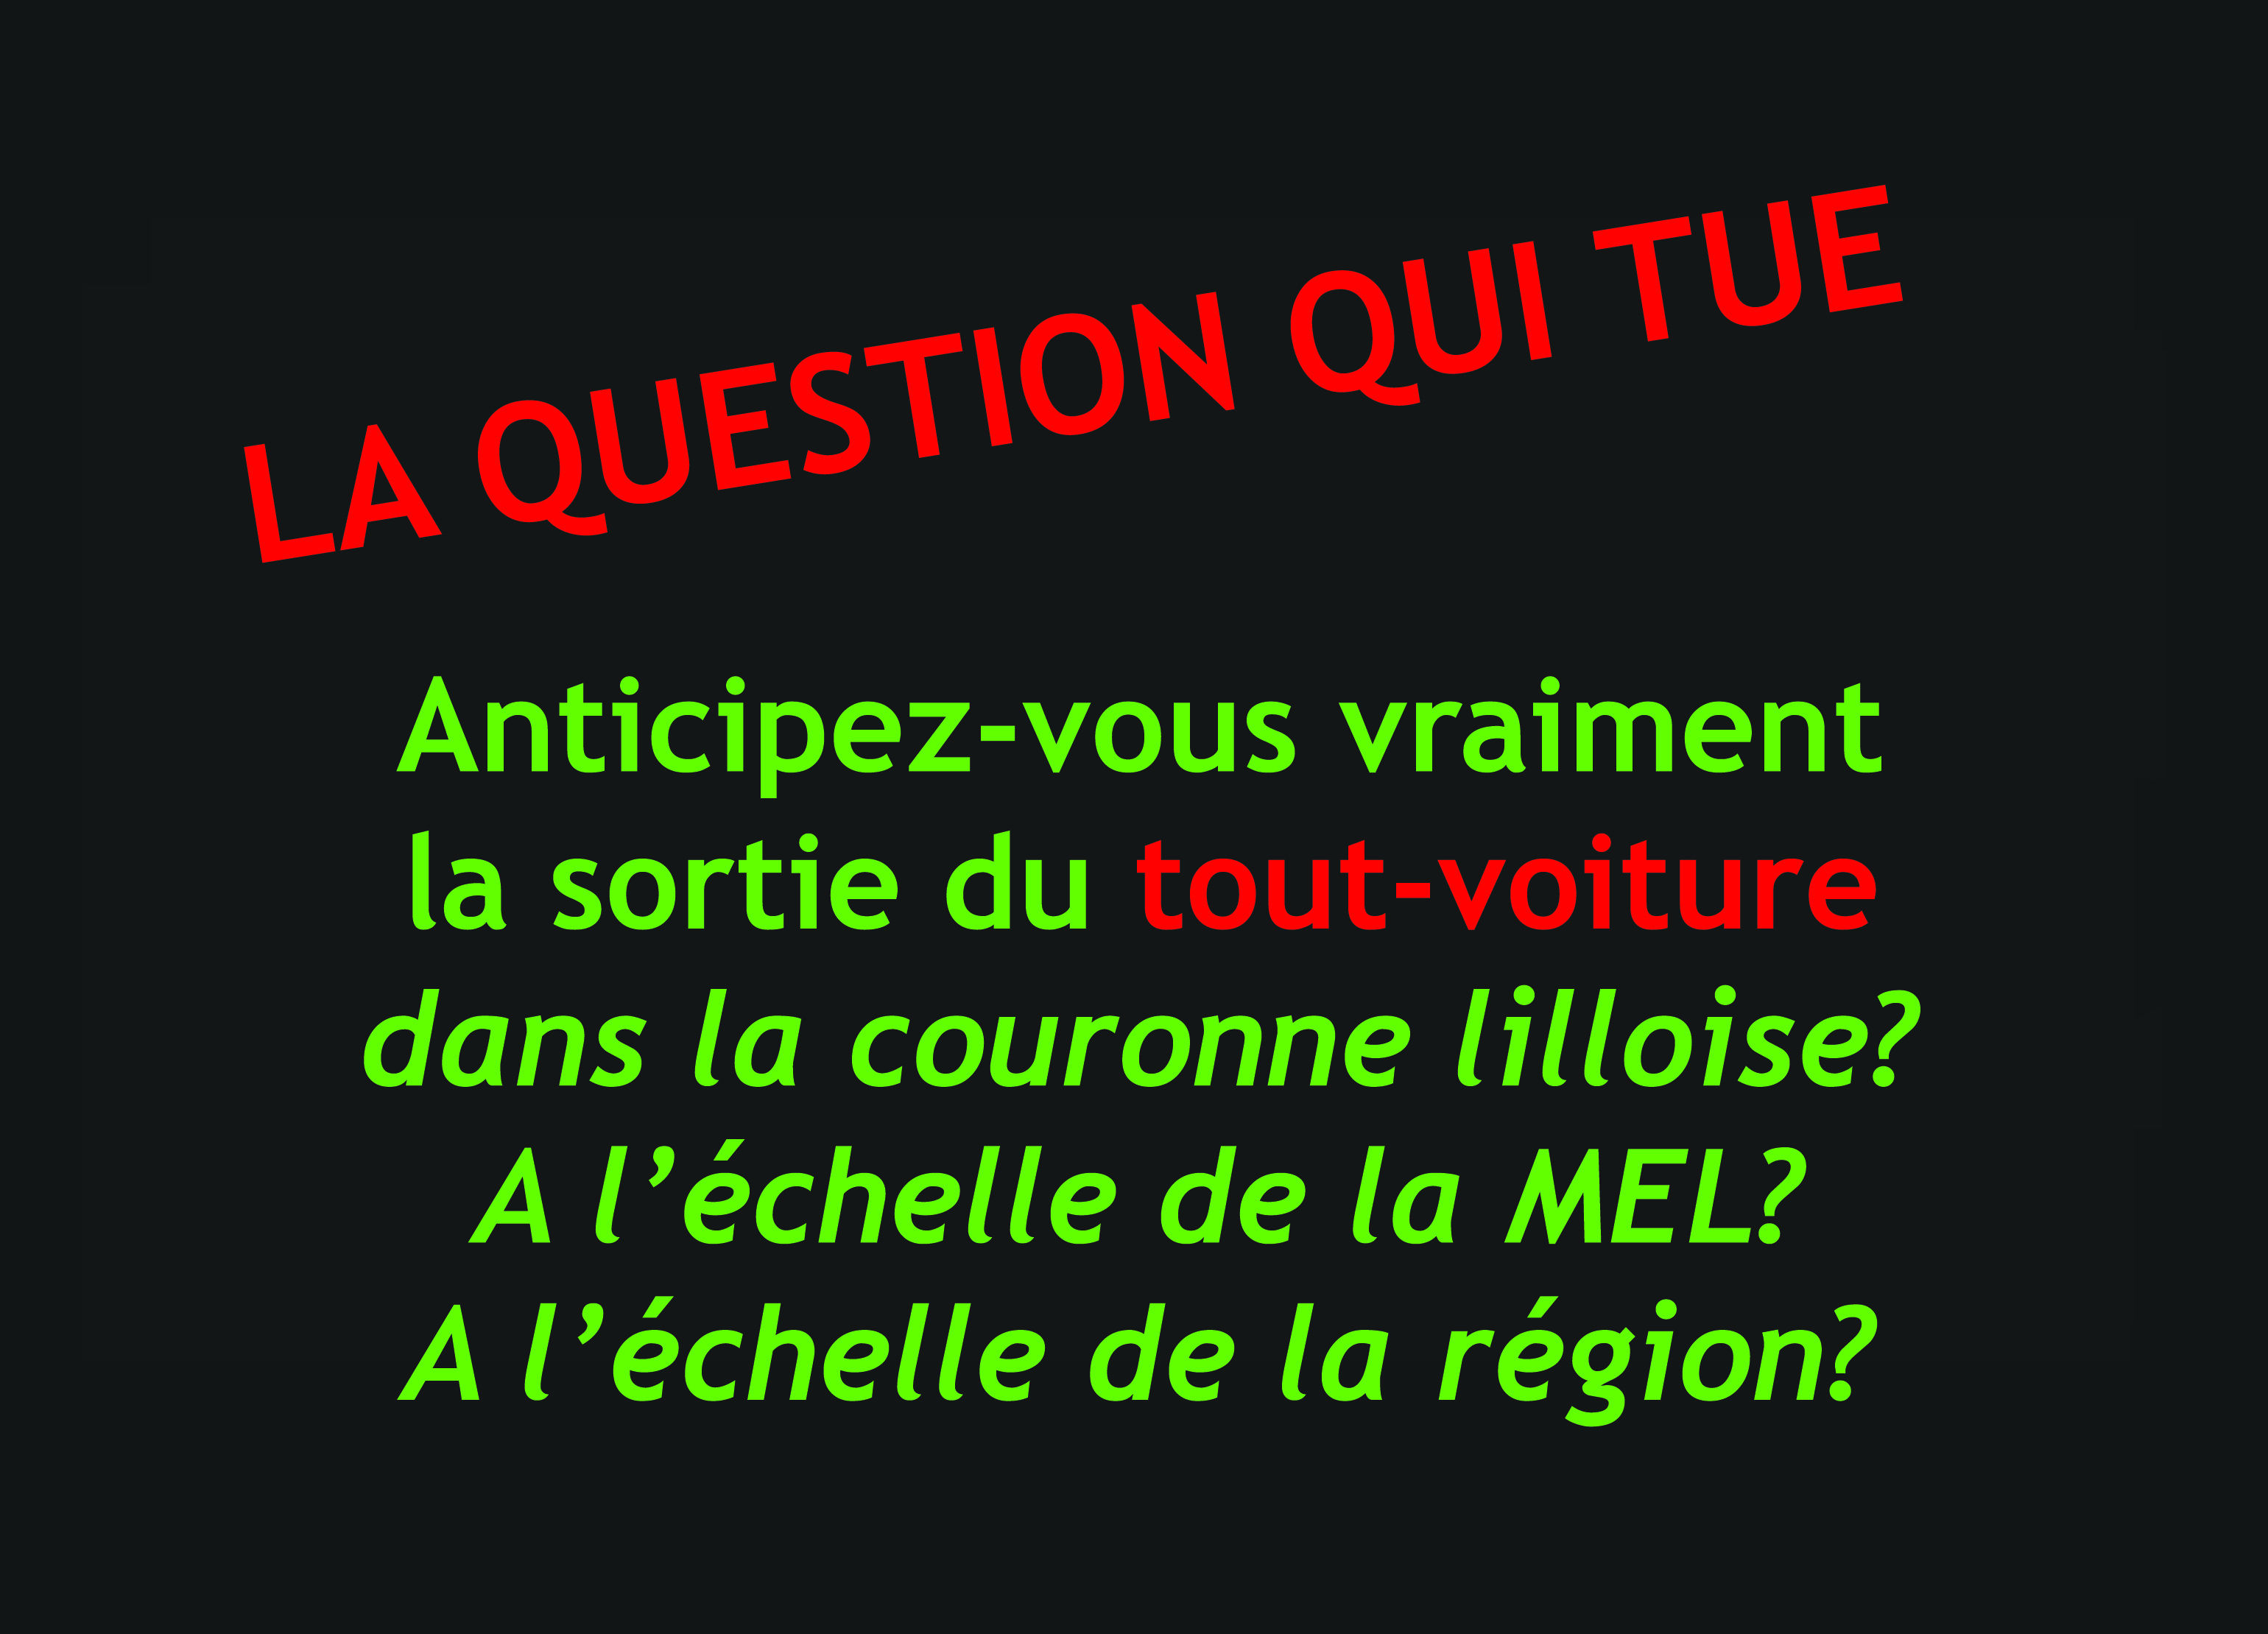 LA QUESTION QUI TUE
Anticipez-vous vraiment
la sortie du tout-voiture
dans la couronne lilloise?
A l’échelle de la MEL?
A l’échelle de la région?